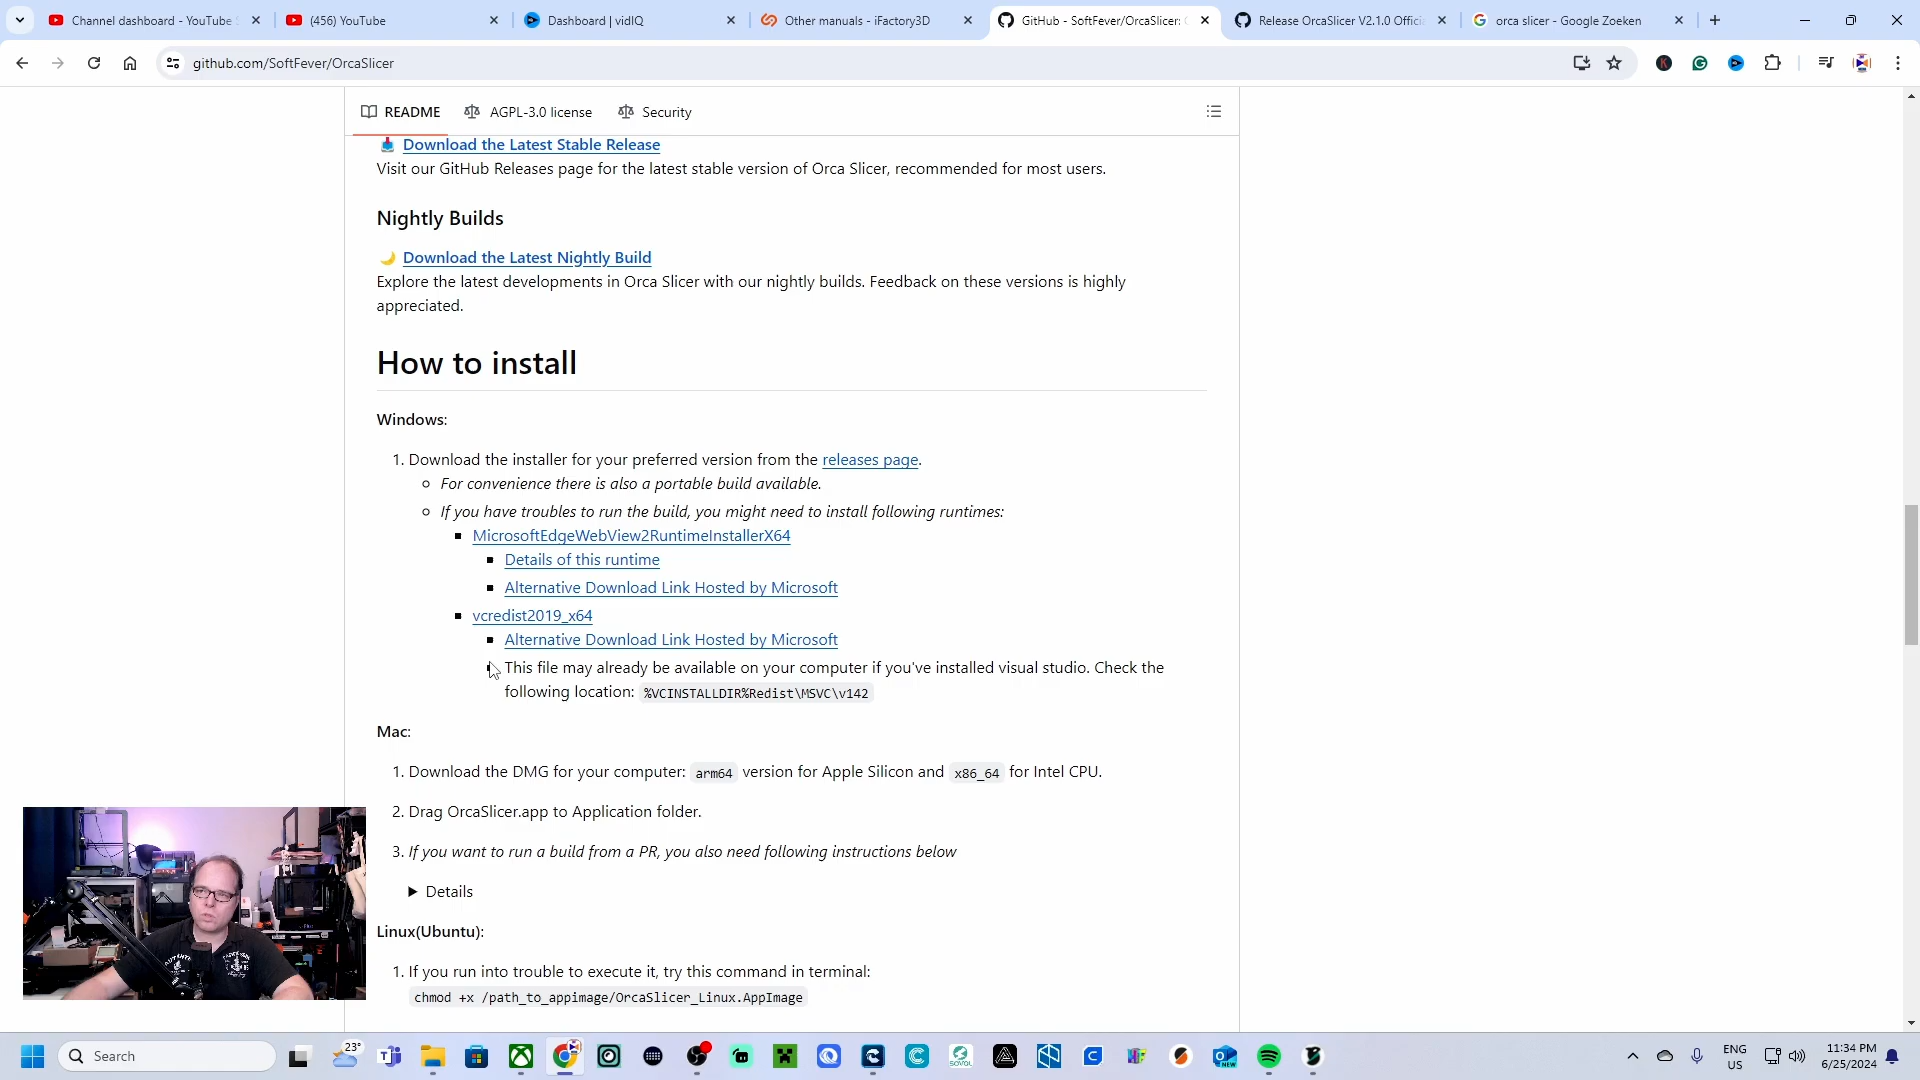 Channel dashboard - YouTube S
(456) YouTube
Dashboard | vidIQ
Other manuals - iFactory3D
GitHub - SoftFever/OrcaSlicer:
Release OrcaSlicer V2.1.0 Offici
orca slicer - Google Zoeken
github.com/SoftFever/OrcaSlicer
README
AGPL-3.0 license
Security
Download the Latest Stable Release
Visit our GitHub Releases page for the latest stable version of Orca Slicer, recommended for most users.
Nightly Builds
Download the Latest Nightly Build
Explore the latest developments in Orca Slicer with our nightly builds. Feedback on these versions is highly
appreciated.
How to install
Windows:
1. Download the installer for your preferred version from the releases page.
For convenience there is also a portable build available.
If you have troubles to run the build, you might need to install following runtimes:
MicrosoftEdgeWebView2RuntimeInstallerX64
Details of this runtime
Alternative Download Link Hosted by Microsoft
vcredist2019_x64
Alternative Download Link Hosted by Microsoft
This file may already be available on your computer if you've installed visual studio. Check the
following location: %VCINSTALLDIR%Redist\MSVC\v142
Mac:
1. Download the DMG for your computer: arm64 version for Apple Silicon and x86_64 for Intel CPU.
2. Drag OrcaSlicer.app to Application folder.
3. If you want to run a build from a PR, you also need following instructions below
Details
Linux(Ubuntu):
1. If you run into trouble to execute it, try this command in terminal:
chmod +x /path_to_appimage/OrcaSlicer_Linux.AppImage
Search
23°
SOVOL
NEW
ENG
US
11:34 PM
6/25/2024